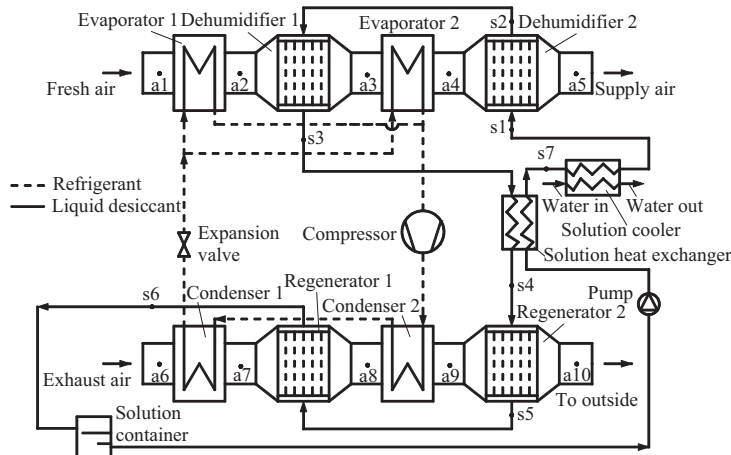 Evaporator 1 Dehumidifier 1
Evaporator 2
s2
Dehumidifier 2
a1
a2
a3
a4
a5
Fresh air
Supply air
s1
s3
s7
Refrigerant
Liquid desiccant
Water in
Water out
Solution cooler
Expansion
valve
Compressor
Solution heat exchanger
s6
Condenser 1
Regenerator 1
Condenser 2
s4
Pump
Regenerator 2
a6
a7
a8
a9
a10
Exhaust air
To outside
s5
Solution
container